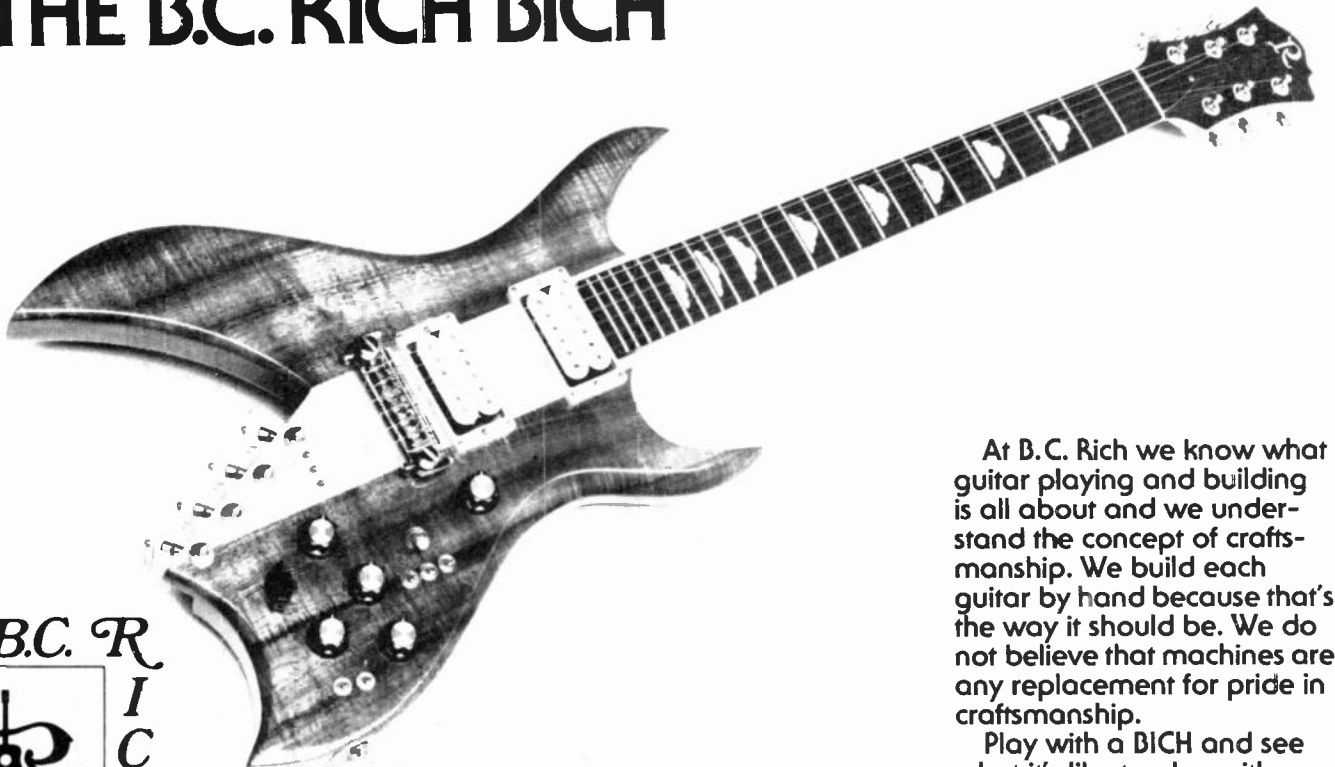 THE B.C. RICH BICH
At B.C. Rich we know what
guitar playing and building
is all about and we under-
stand the concept of crafts-
manship. We build each
guitar by hand because that's
the way it should be. We do
not believe that machines are
any replacement for pride in
craftsmanship.
Play with a BICH and see
B.C. R
I
C
R